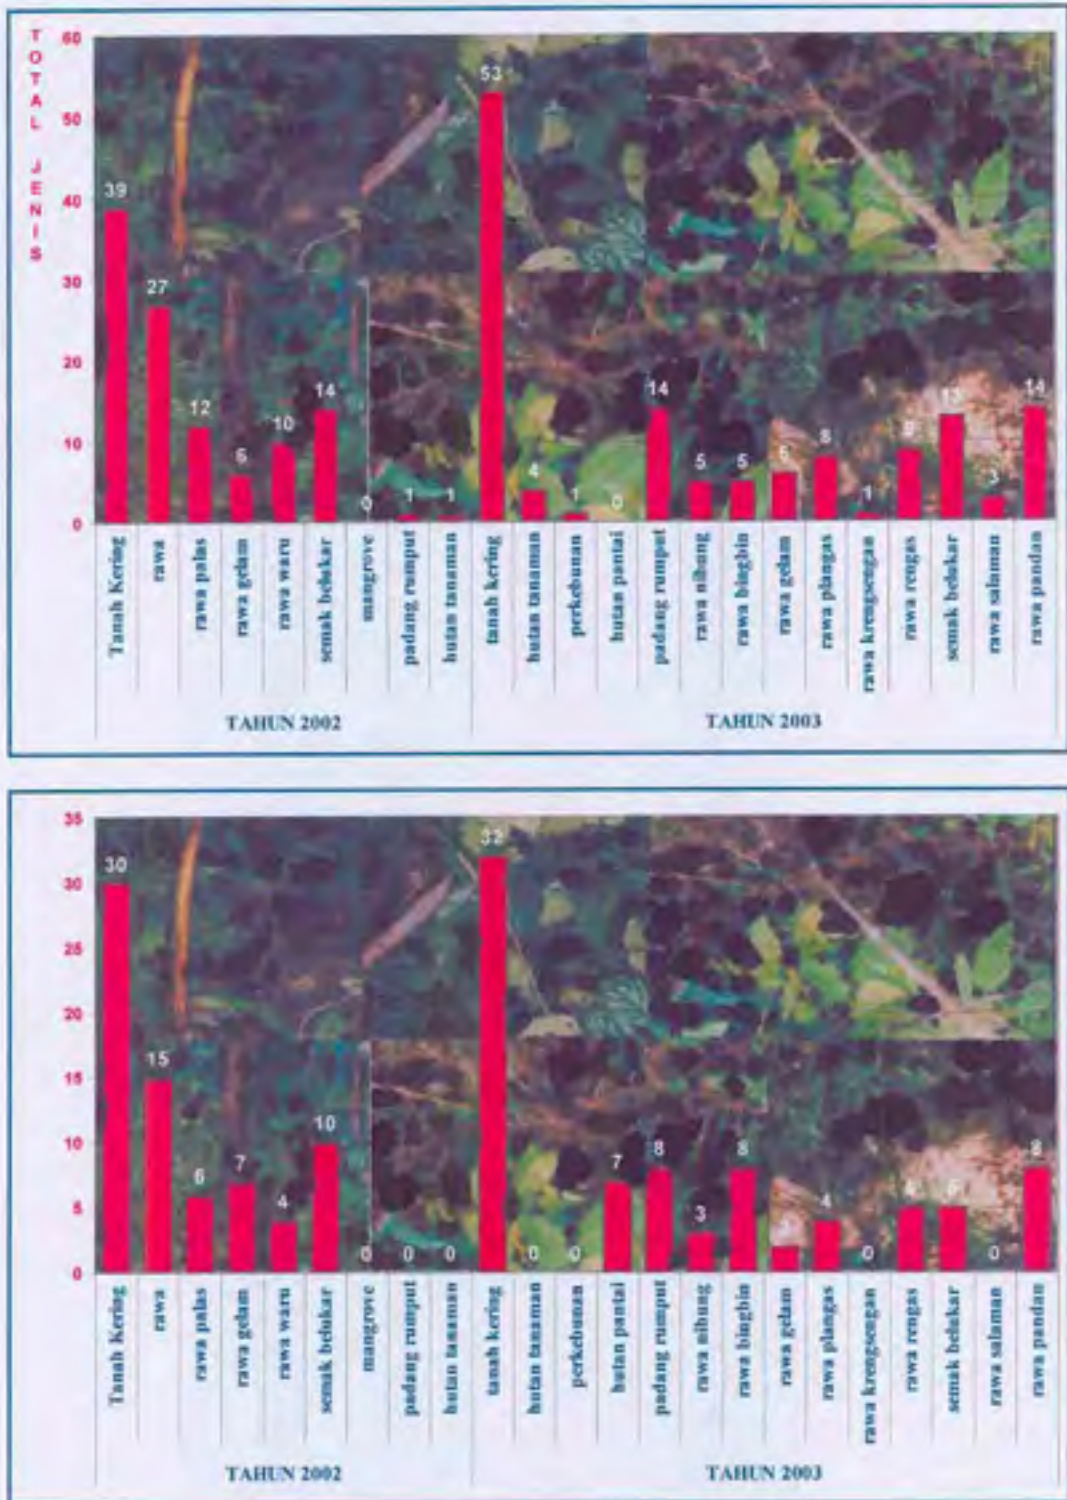 TOTAL JENIS
60
50
40
30
20
10
0
39
27
12
6
10
14
0
1
1
53
4
1
0
14
5
5
6
8
1
9
13
3
14
Tanah Kering
rawa
rawa palas
rawa gelam
rawa waru
semak belukar
mangrove
padang rumput
hutan tanaman
tanah kering
hutan tanaman
perkebunan
hutan pantai
padang rumput
rawa nibung
rawa bingbin
rawa gelam
rawa plangas
rawa krengsengan
rawa rengas
semak belukar
rawa salaman
rawa pandan
TAHUN 2002
TAHUN 2003
35
30
25
20
15
10
5
0
30
15
6
7
4
10
0
0
0
32
0
0
7
8
3
8
2
4
0
5
5
0
8
Tanah Kering
rawa
rawa palas
rawa gelam
rawa waru
semak belukar
mangrove
padang rumput
hutan tanaman
tanah kering
hutan tanaman
perkebunan
hutan pantai
padang rumput
rawa nibung
rawa bingbin
rawa gelam
rawa plangas
rawa krengsengan
rawa rengas
semak belukar
rawa salaman
rawa pandan
TAHUN 2002
TAHUN 2003